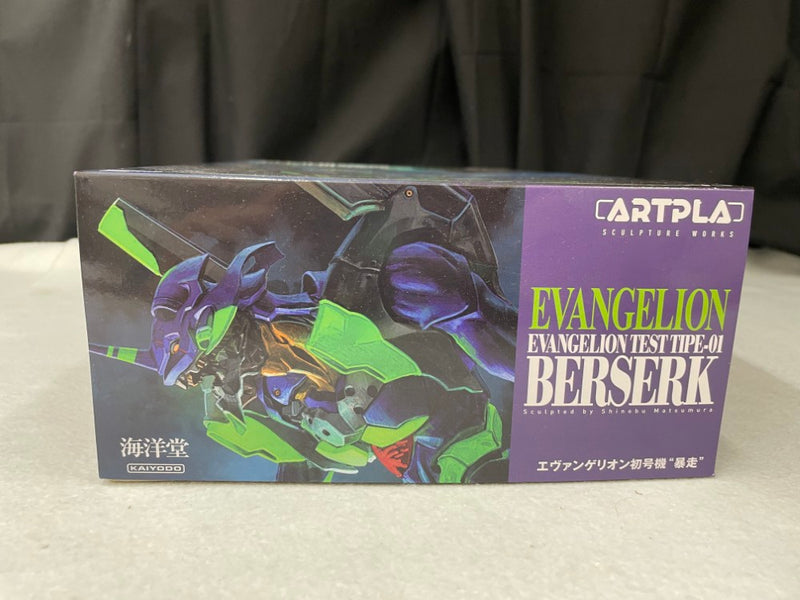 ARTPLA
SCULPTURE WORKS
EVANGELION
EVANGELION TEST TIPE-01
BERSERK
Sculpted by Shinobu Matsumura
エヴァンゲリオン初号機“暴走”
海洋堂
KAIYODO